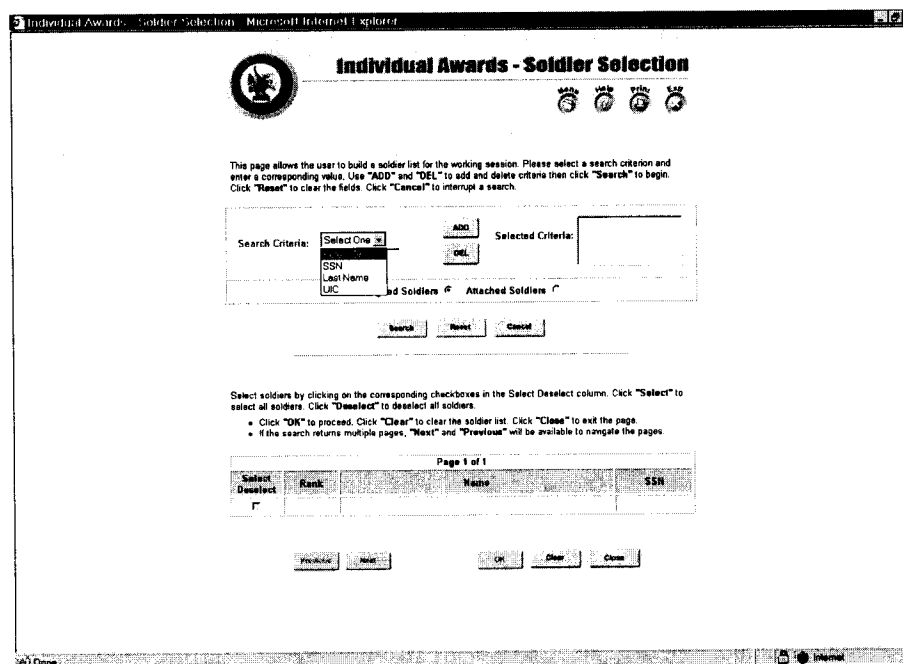 Individual Awards - Soldier Selection - Microsoft Internet Explorer
Individual Awards - Soldier Selection
Menu Help Print Exit
This page allows the user to build a soldier list for the working session. Please select a search criterion and
enter a corresponding value. Use "ADD" and "DEL" to add and delete criteria then click "Search" to begin.
Click "Reset" to clear the fields. Click "Cancel" to interrupt a search.
Search Criteria: Select One ADD Selected Criteria:
DEL
SSN
Last Name
UIC
ed Soldiers Attached Soldiers
Search Reset Cancel
Select soldiers by clicking on the corresponding checkboxes in the Select Deselect column. Click "Select" to
select all soldiers. Click "Deselect" to deselect all soldiers.
• Click "OK" to proceed. Click "Clear" to clear the soldier list. Click "Close" to exit the page.
• If the search returns multiple pages, "Next" and "Previous" will be available to navigate the pages.
Page 1 of 1
Select Deselect Rank Name SSN
Previous Next OK Clear Close
Done Internet